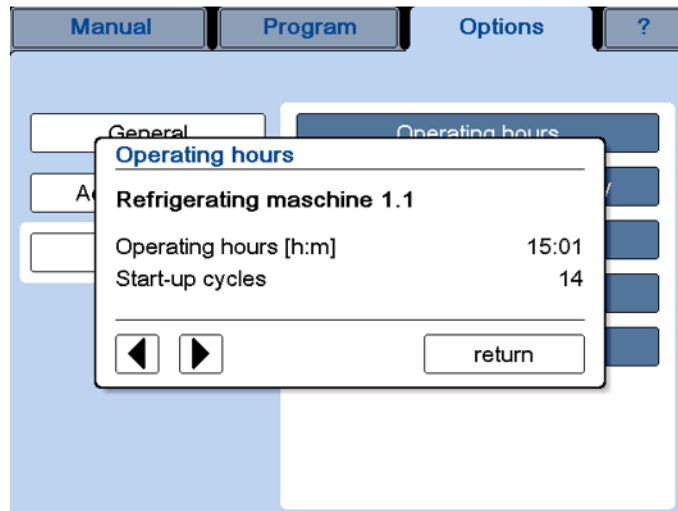 Manual Program Options ?
General Operating hours
Operating hours
Refrigerating maschine 1.1
Operating hours [h:m] 15:01
Start-up cycles 14
return